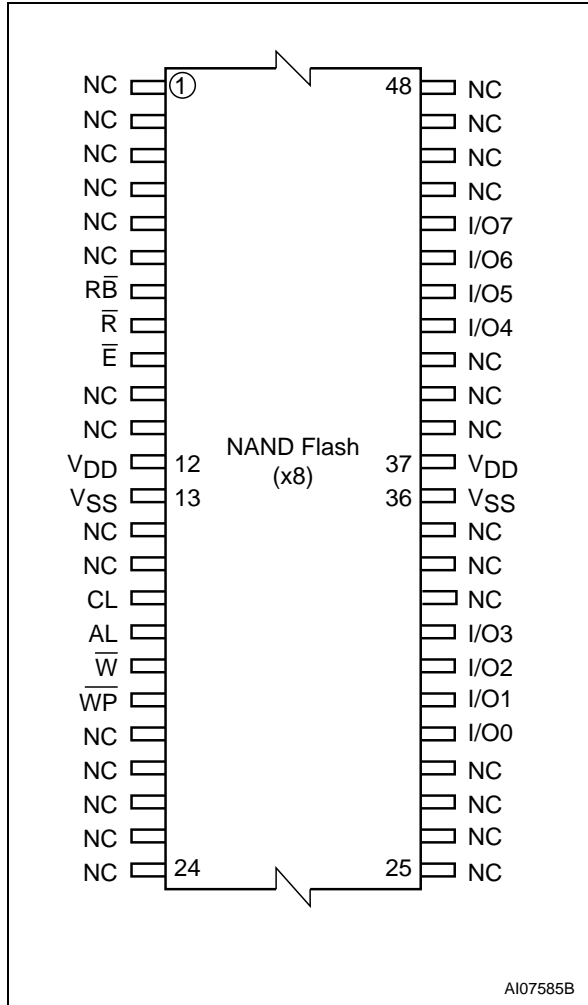 NC 1 48 NC
NC NC
NC NC
NC NC
NC I/O7
NC I/O6
RB̅ I/O5
R̅ I/O4
E̅ NC
NC NC
NC NC
VDD 12 NAND Flash 37 VDD
VSS 13 (x8) 36 VSS
NC NC
NC NC
CL NC
AL I/O3
W̅ I/O2
W̅P̅ I/O1
NC I/O0
NC NC
NC NC
NC NC
NC 24 25 NC
AI07585B